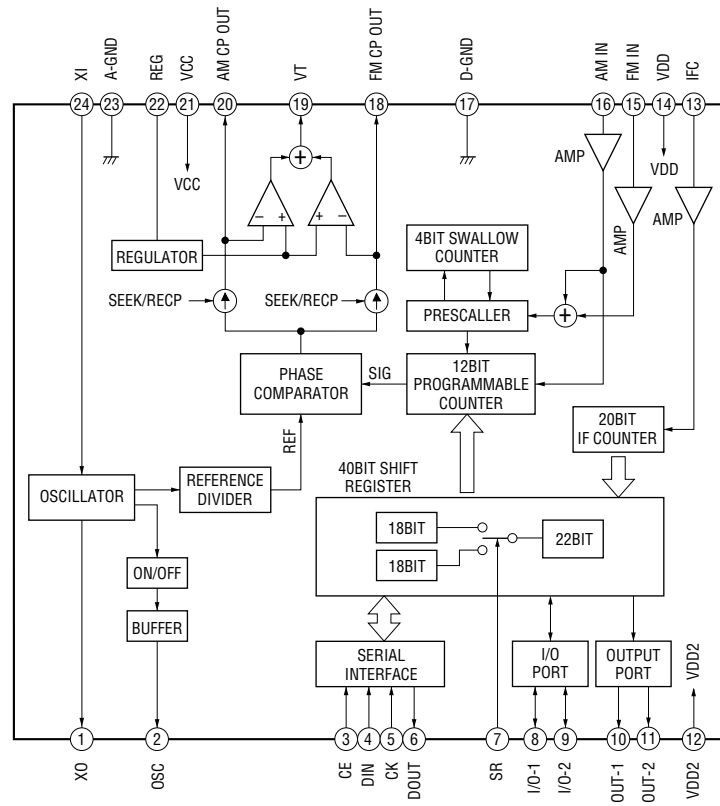 XI
A-GND
REG
VCC
AM CP OUT
VT
FM CP OUT
D-GND
AM IN
FM IN
VDD
IFC
24
23
22
21
20
19
18
17
16
15
14
13
AMP
VDD
VCC
+
AMP
AMP
− +
+ −
REGULATOR
4BIT SWALLOW
COUNTER
SEEK/RECP
SEEK/RECP
PRESCALLER
+
PHASE
COMPARATOR
SIG
12BIT
PROGRAMMABLE
COUNTER
20BIT
IF COUNTER
REF
OSCILLATOR
REFERENCE
DIVIDER
40BIT SHIFT
REGISTER
18BIT
18BIT
22BIT
ON/OFF
BUFFER
SERIAL
INTERFACE
I/O
PORT
OUTPUT
PORT
VDD2
1
2
3
4
5
6
7
8
9
10
11
12
XO
OSC
CE
DIN
CK
DOUT
SR
I/O-1
I/O-2
OUT-1
OUT-2
VDD2